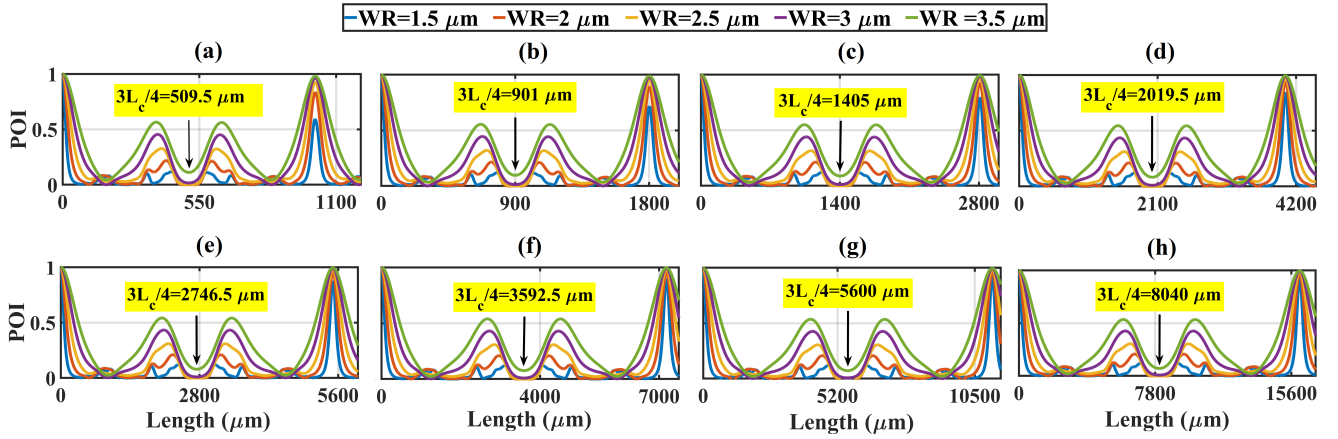 WR=1.5 μm WR=2 μm WR=2.5 μm WR=3 μm WR =3.5 μm
(a) (b) (c) (d)
POI
1
0.5
0
3L_c/4=509.5 μm
0 550 1100
3L_c/4=901 μm
0 900 1800
3L_c/4=1405 μm
0 1400 2800
3L_c/4=2019.5 μm
0 2100 4200
(e) (f) (g) (h)
POI
1
0.5
0
3L_c/4=2746.5 μm
0 2800 5600
3L_c/4=3592.5 μm
0 4000 7000
3L_c/4=5600 μm
0 5200 10500
3L_c/4=8040 μm
0 7800 15600
Length (μm) Length (μm) Length (μm) Length (μm)